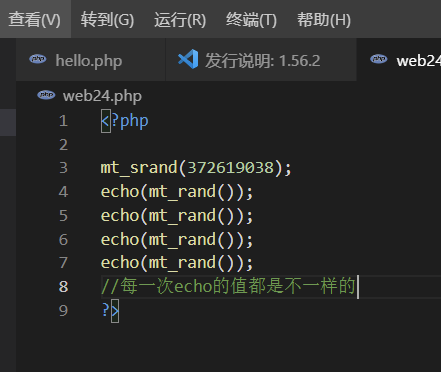 查看(V) 转到(G) 运行(R) 终端(T) 帮助(H)
php hello.php 发行说明: 1.56.2 php web24
php web24.php
1 <?php
2
3 mt_srand(372619038);
4 echo(mt_rand());
5 echo(mt_rand());
6 echo(mt_rand());
7 echo(mt_rand());
8 //每一次echo的值都是不一样的
9 ?>